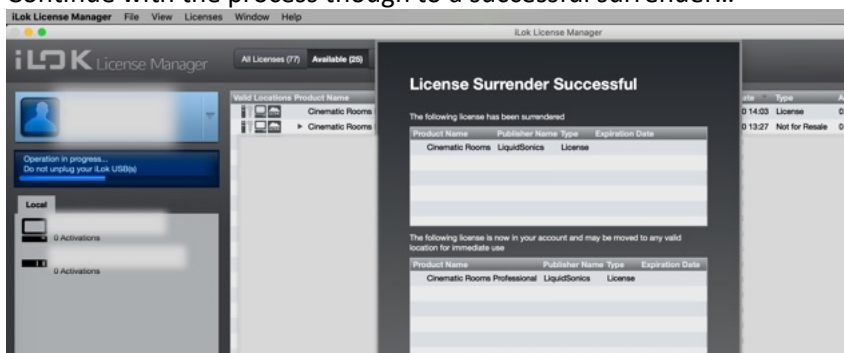 Continue with the process though to a successful surrender...
iLok License Manager File View Licenses Window Help
iLok License Manager
iLOK License Manager
All Licenses (77) Available (25)
License Surrender Successful
Valid Locations Product Name
Type
Cinematic Rooms
0 14:03 License
Cinematic Rooms
0 13:27 Not for Resale
The following license has been surrendered
Product Name Publisher Name Type Expiration Date
Cinematic Rooms LiquidSonics License
Operation in progress...
Do not unplug your iLok USB(s)
Local
0 Activations
0 Activations
The following license is now in your account and may be moved to any valid
location for immediate use
Product Name Publisher Name Type Expiration Date
Cinematic Rooms Professional LiquidSonics License